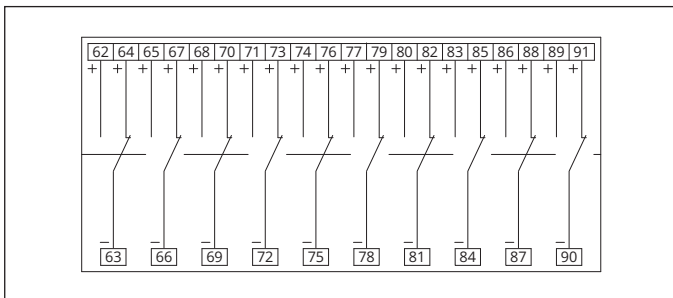 62 64 65 67 68 70 71 73 74 76 77 79 80 82 83 85 86 88 89 91
+ + + + + + + + + + + + + + + + + + + +
– – – – – – – – – –
63 66 69 72 75 78 81 84 87 90